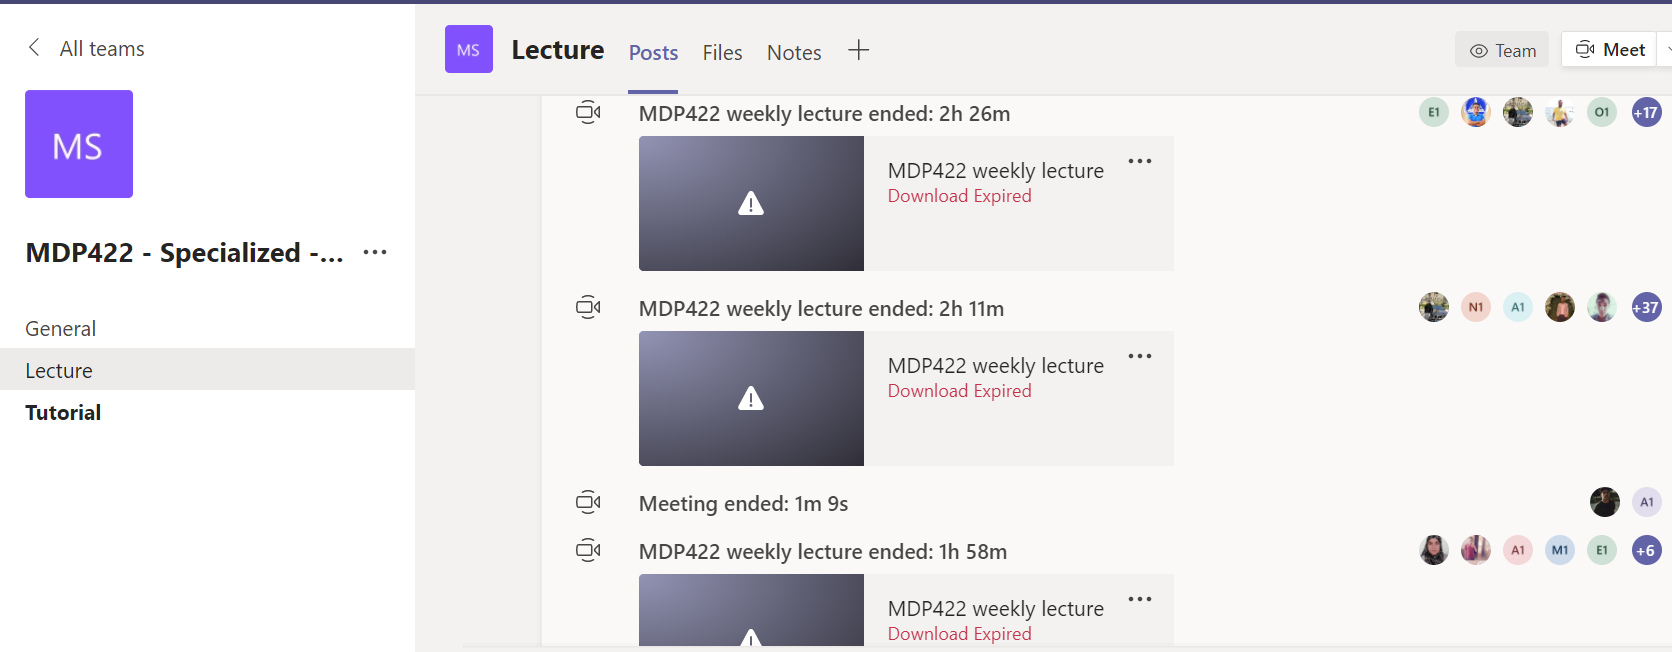 All teams
MS
MDP422 - Specialized -... ...
General
Lecture
Tutorial
MS Lecture Posts Files Notes + Team Meet
MDP422 weekly lecture ended: 2h 26m E1 O1 +17
MDP422 weekly lecture ...
Download Expired
MDP422 weekly lecture ended: 2h 11m N1 A1 +37
MDP422 weekly lecture ...
Download Expired
Meeting ended: 1m 9s A1
MDP422 weekly lecture ended: 1h 58m A1 M1 E1 +6
MDP422 weekly lecture ...
Download Expired